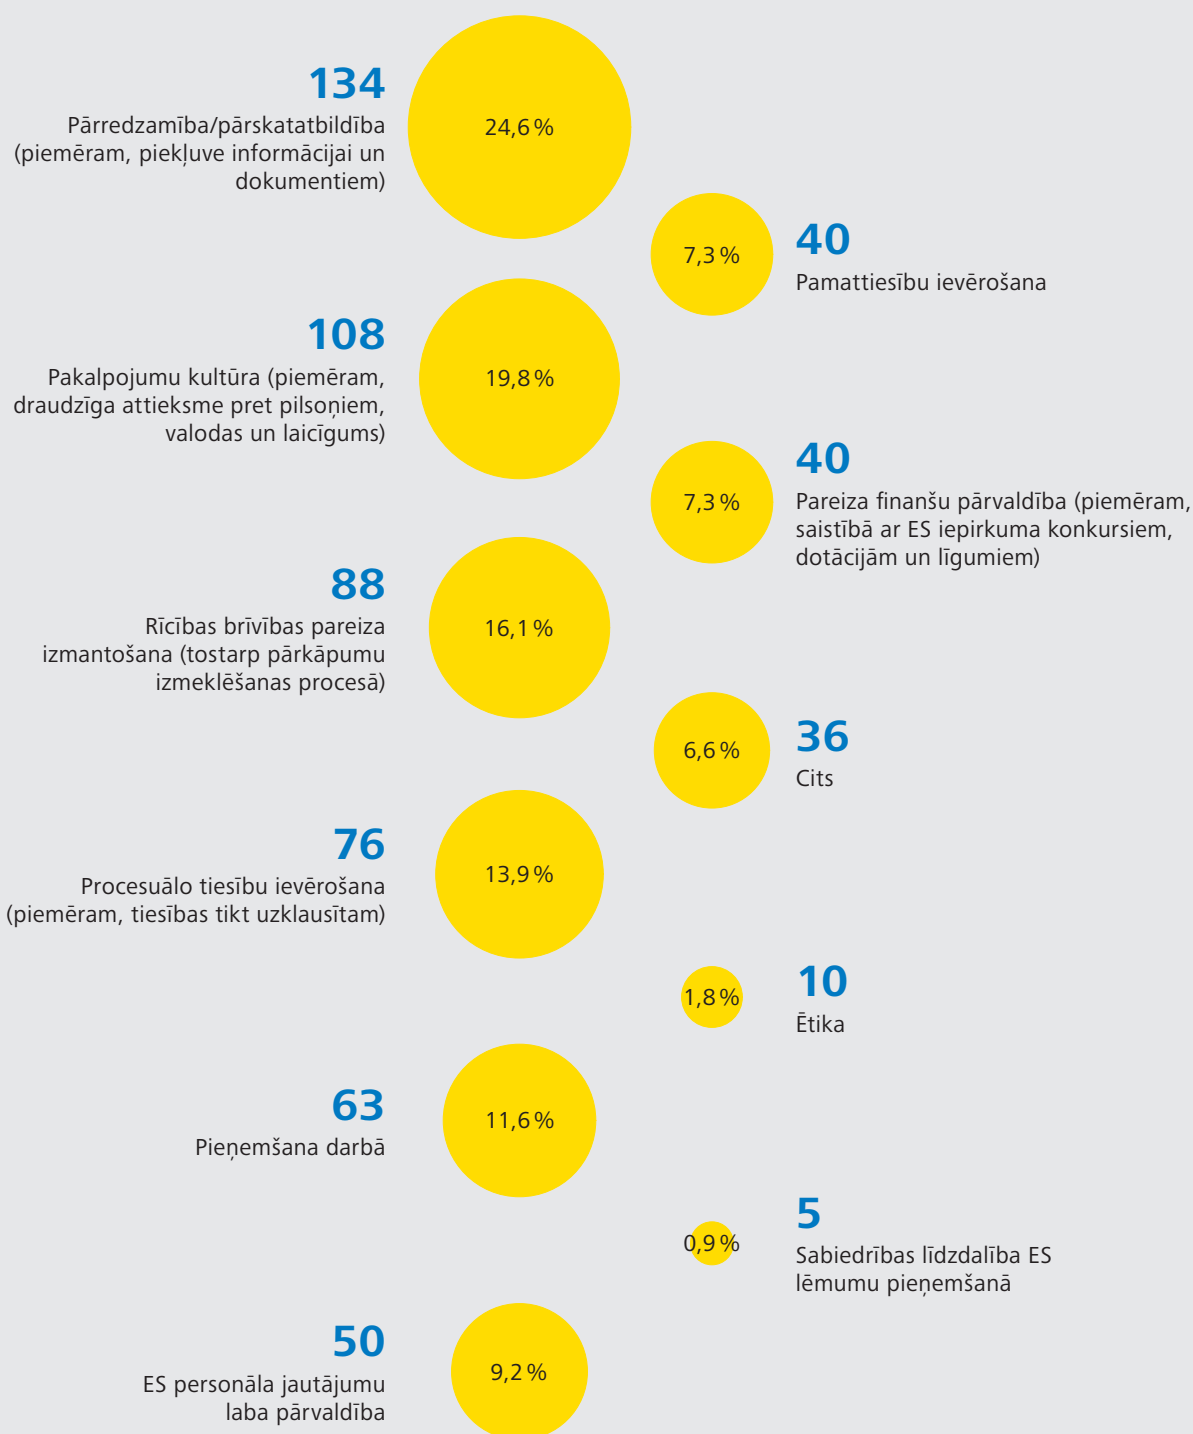 134
Pārredzamība/pārskatatbildība
(piemēram, piekļuve informācijai un
dokumentiem)
24,6 %
7,3 %
40
Pamattiesību ievērošana
108
Pakalpojumu kultūra (piemēram,
draudzīga attieksme pret pilsoņiem,
valodas un laicīgums)
19,8 %
7,3 %
40
Pareiza finanšu pārvaldība (piemēram,
saistībā ar ES iepirkuma konkursiem,
dotācijām un līgumiem)
88
Rīcības brīvības pareiza
izmantošana (tostarp pārkāpumu
izmeklēšanas procesā)
16,1 %
6,6 %
36
Cits
76
Procesuālo tiesību ievērošana
(piemēram, tiesības tikt uzklausītam)
13,9 %
1,8 %
10
Ētika
63
Pieņemšana darbā
11,6 %
0,9 %
5
Sabiedrības līdzdalība ES
lēmumu pieņemšanā
50
ES personāla jautājumu
laba pārvaldība
9,2 %